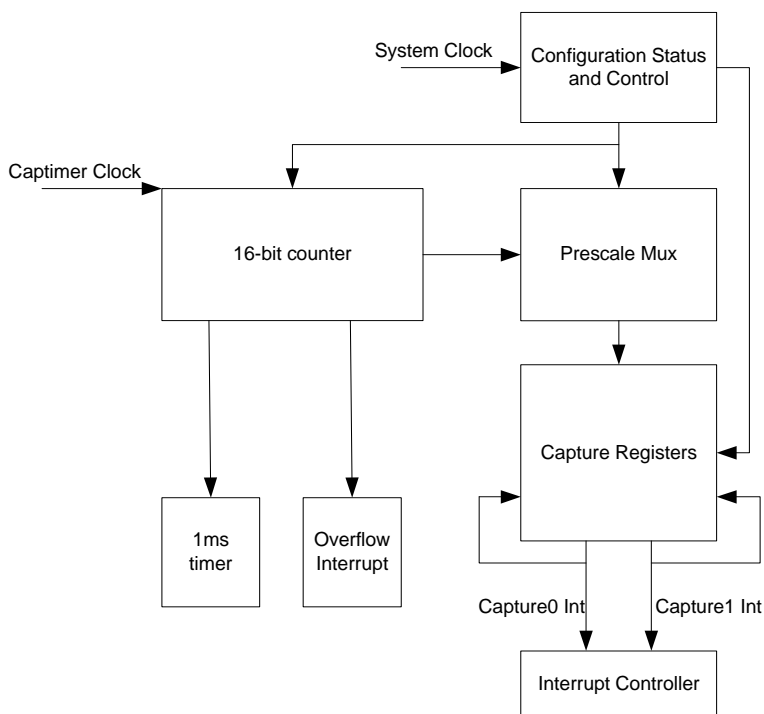 System Clock
Configuration Status
and Control
Captimer Clock
16-bit counter
Prescale Mux
Capture Registers
1ms
timer
Overflow
Interrupt
Capture0 Int
Capture1 Int
Interrupt Controller